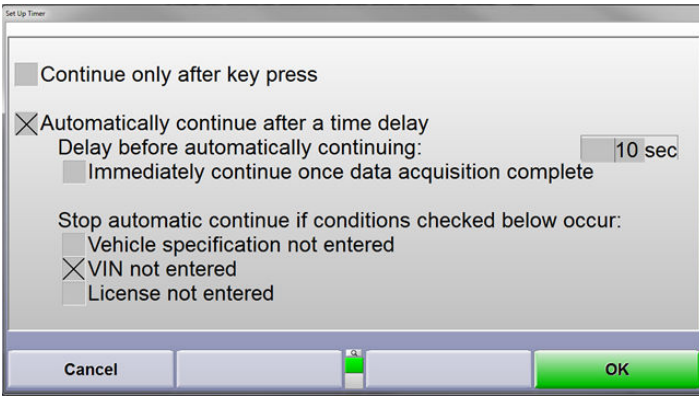 Set Up Timer
Continue only after key press
Automatically continue after a time delay
Delay before automatically continuing: 10 sec
Immediately continue once data acquisition complete
Stop automatic continue if conditions checked below occur:
Vehicle specification not entered
VIN not entered
License not entered
Cancel OK